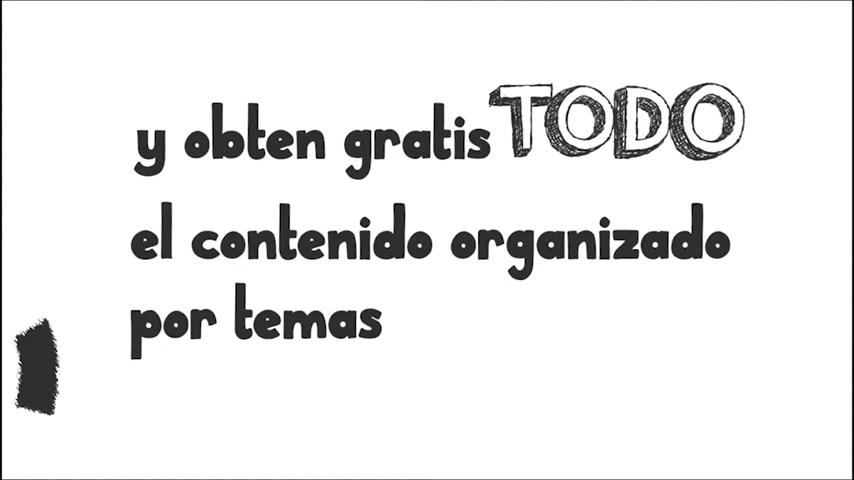 y obten gratis TODO
el contenido organizado
por temas